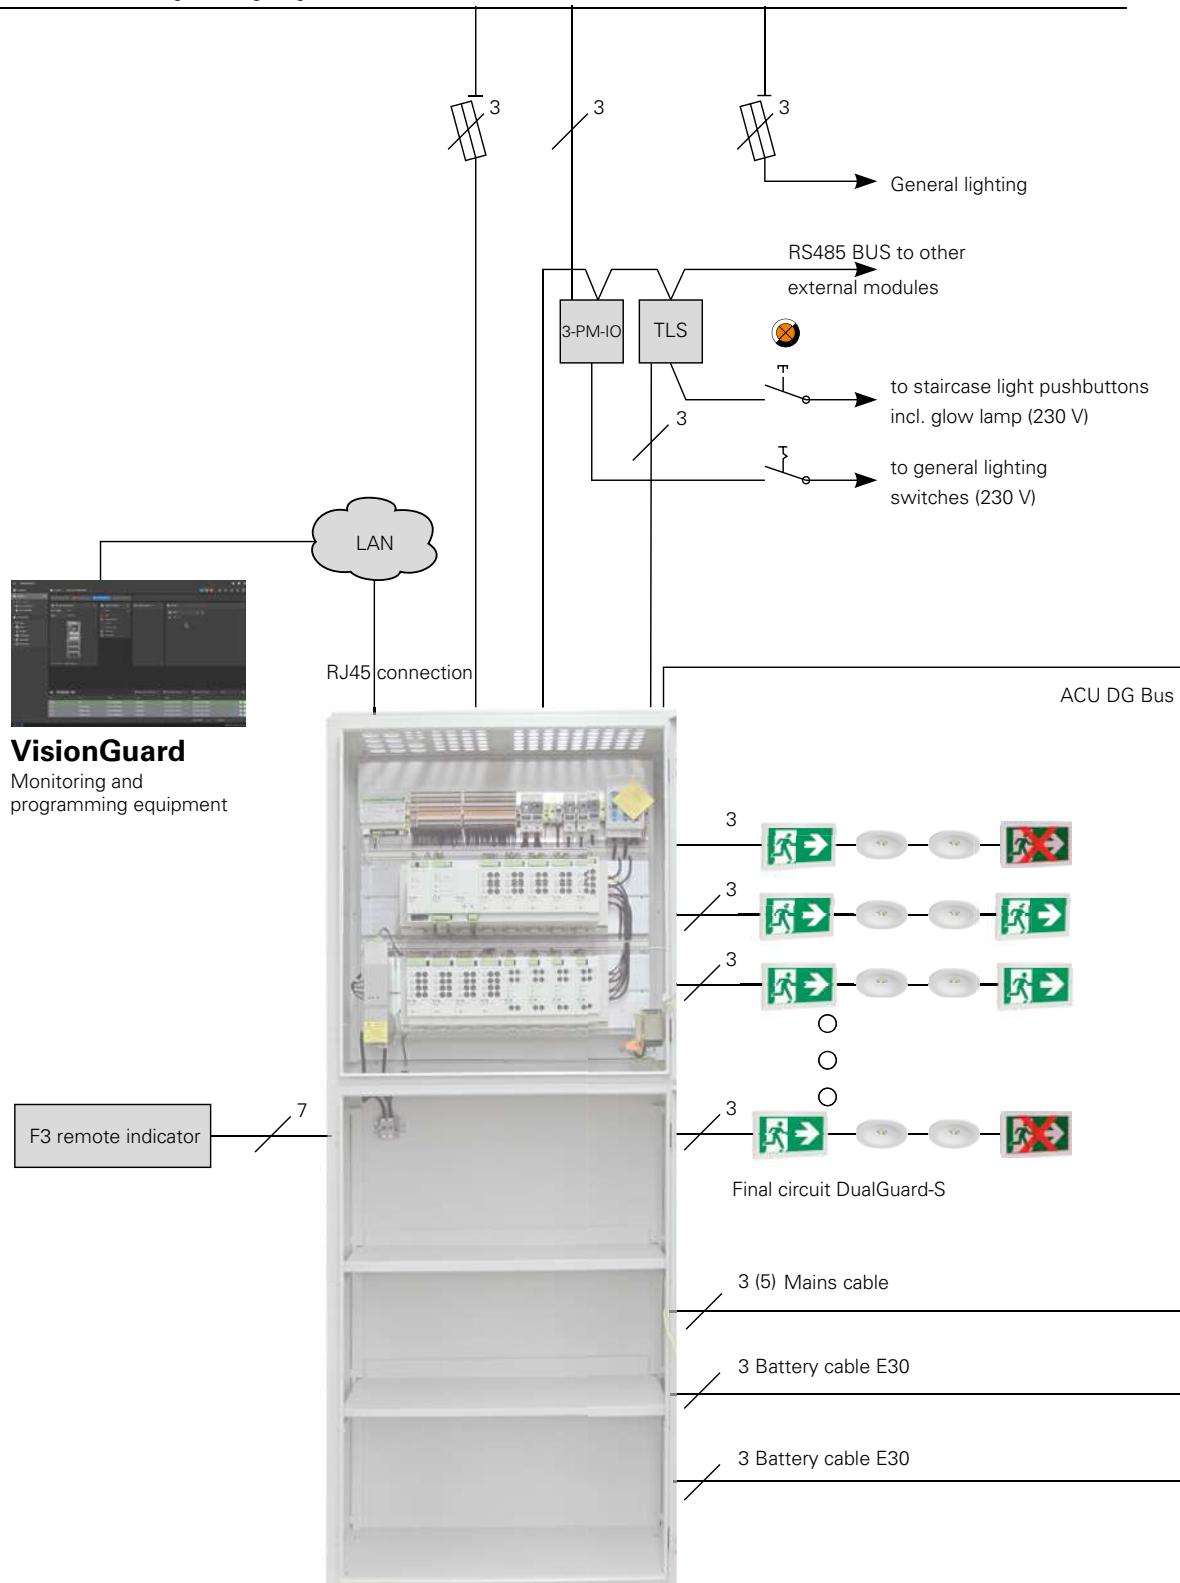 3
3
3
General lighting
RS485 BUS to other
external modules
3-PM-IO
TLS
to staircase light pushbuttons
incl. glow lamp (230 V)
3
to general lighting
switches (230 V)
LAN
RJ45 connection
ACU DG Bus
VisionGuard
Monitoring and
programming equipment
3
3
3
F3 remote indicator
7
3
Final circuit DualGuard-S
3 (5) Mains cable
3 Battery cable E30
3 Battery cable E30